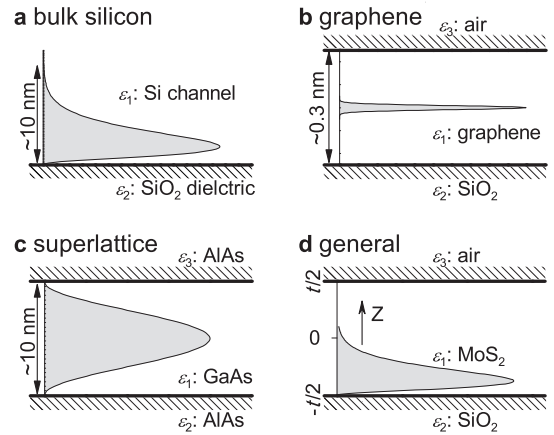 a bulk silicon
~10 nm
ε₁: Si channel
ε₂: SiO₂ dielctric
b graphene
ε₃: air
~0.3 nm
ε₁: graphene
ε₂: SiO₂
c superlattice
ε₃: AlAs
~10 nm
ε₁: GaAs
ε₂: AlAs
d general
ε₃: air
t/2
Z
0
ε₁: MoS₂
-t/2
ε₂: SiO₂